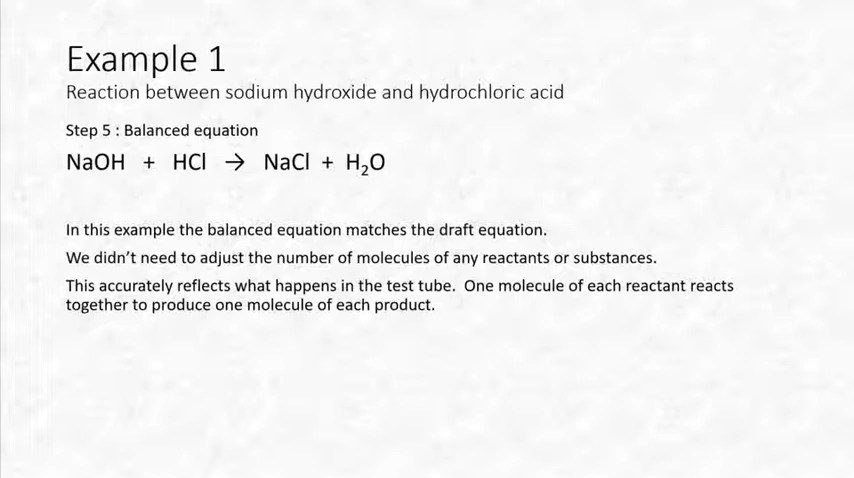 Example 1
Reaction between sodium hydroxide and hydrochloric acid
Step 5 : Balanced equation
NaOH + HCl → NaCl + H₂O
In this example the balanced equation matches the draft equation.
We didn’t need to adjust the number of molecules of any reactants or substances.
This accurately reflects what happens in the test tube. One molecule of each reactant reacts
together to produce one molecule of each product.